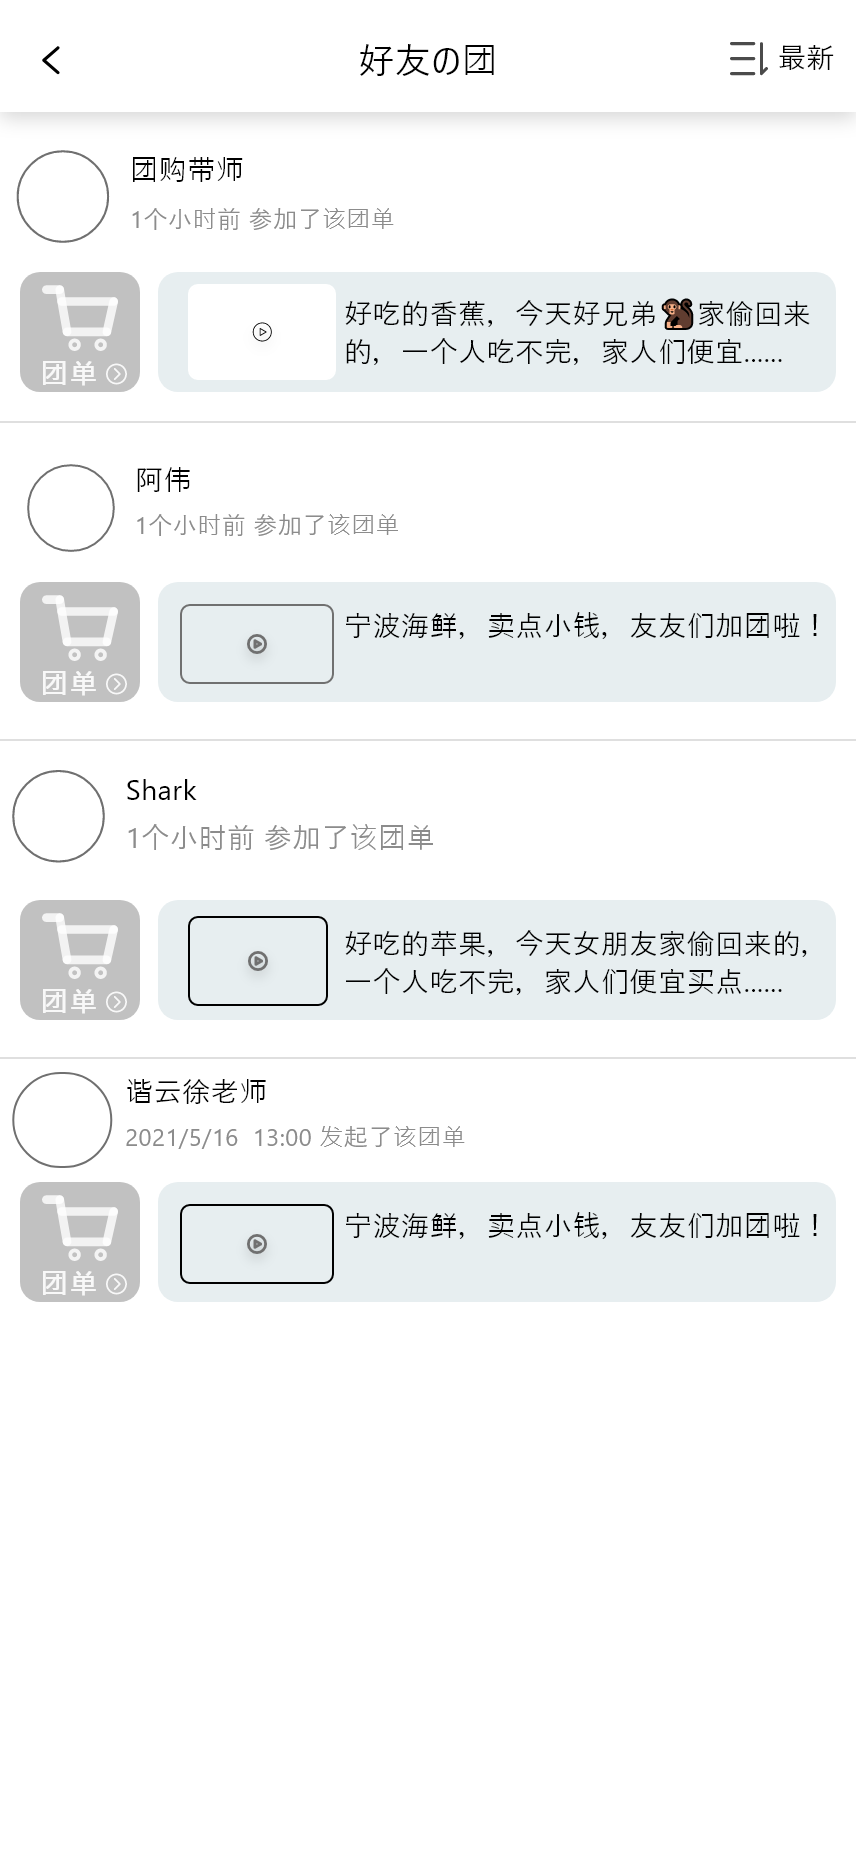 好友の团
最新
团购带师
1个小时前 参加了该团单
团单
好吃的香蕉，今天好兄弟🐒家偷回来
的，一个人吃不完，家人们便宜......
阿伟
1个小时前 参加了该团单
团单
宁波海鲜，卖点小钱，友友们加团啦！
Shark
1个小时前 参加了该团单
团单
好吃的苹果，今天女朋友家偷回来的，
一个人吃不完，家人们便宜买点......
谐云徐老师
2021/5/16 13:00 发起了该团单
团单
宁波海鲜，卖点小钱，友友们加团啦！